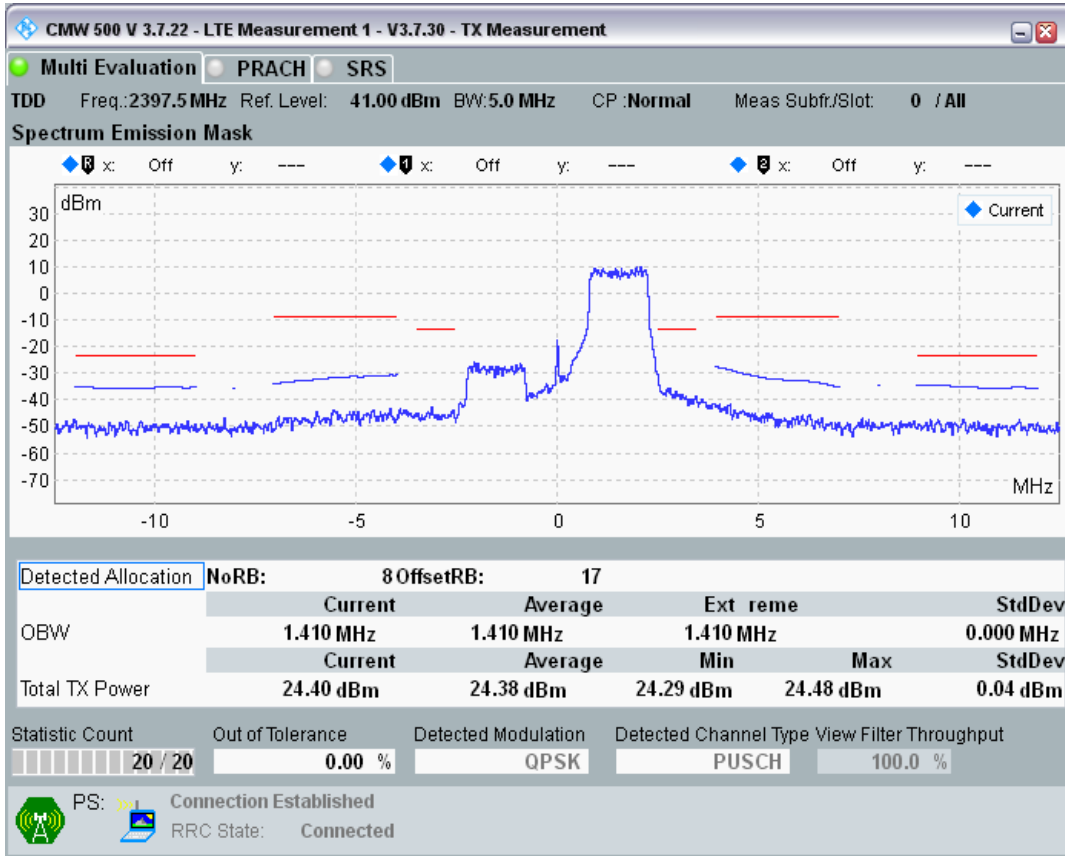 CMW 500 V 3.7.22 - LTE Measurement 1 - V3.7.30 - TX Measurement
Multi Evaluation PRACH SRS
TDD Freq.:2397.5 MHz Ref. Level: 41.00 dBm BW:5.0 MHz CP :Normal Meas Subfr./Slot: 0 / All
Spectrum Emission Mask
R x: Off y: --- 1 x: Off y: --- 2 x: Off y: ---
dBm
Current
30
20
10
0
-10
-20
-30
-40
-50
-60
-70
MHz
-10 -5 0 5 10
Detected Allocation NoRB: 8 OffsetRB: 17
Current Average Ext reme StdDev
OBW 1.410 MHz 1.410 MHz 1.410 MHz 0.000 MHz
Current Average Min Max StdDev
Total TX Power 24.40 dBm 24.38 dBm 24.29 dBm 24.48 dBm 0.04 dBm
Statistic Count Out of Tolerance Detected Modulation Detected Channel Type View Filter Throughput
20 / 20 0.00 % QPSK PUSCH 100.0 %
PS: Connection Established
RRC State: Connected